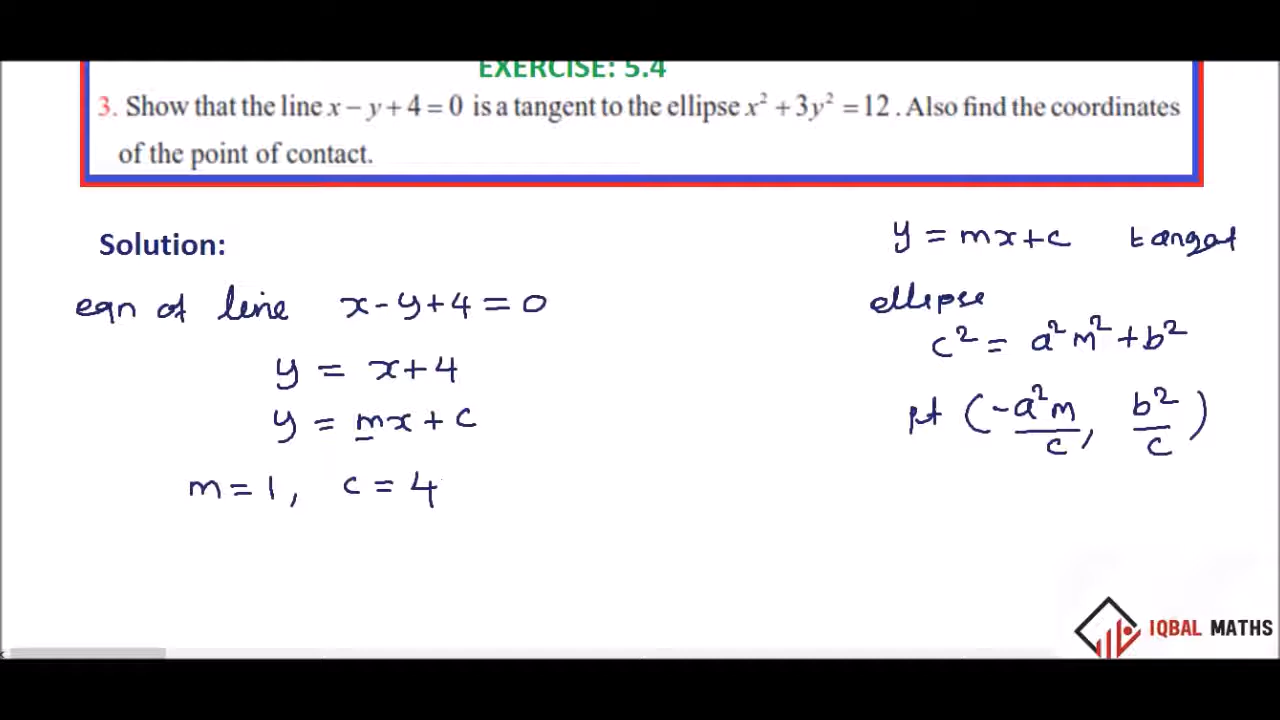 EXERCISE: 5.4
3. Show that the line x − y + 4 = 0 is a tangent to the ellipse x² + 3y² = 12. Also find the coordinates
of the point of contact.
Solution:
eqn of line x - y + 4 = 0
y = x + 4
y = mx + c
m = 1, c = 4
y = mx + c tangat
ellipse
c² = a²m² + b²
pt (-a²m/c, b²/c)
IQBAL MATHS